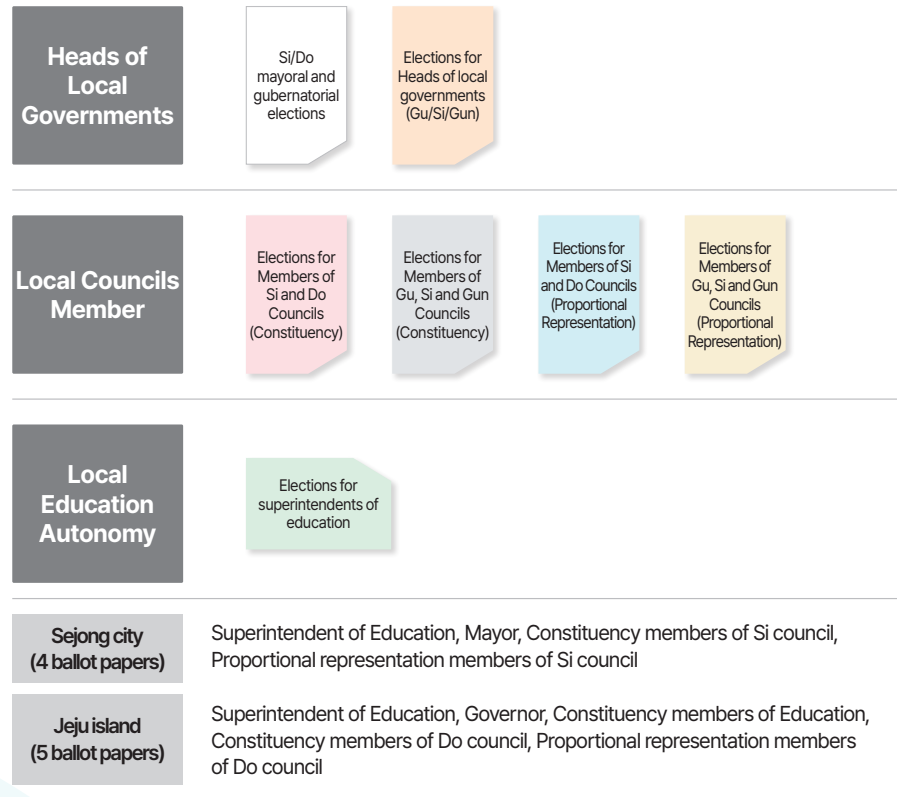 Heads of
Local
Governments
Si/Do
mayoral and
gubernatorial
elections
Elections for
Heads of local
governments
(Gu/Si/Gun)
Local Councils
Member
Elections for
Members of
Si and Do
Councils
(Constituency)
Elections for
Members of
Gu, Si and Gun
Councils
(Constituency)
Elections for
Members of Si
and Do Councils
(Proportional
Representation)
Elections for
Members of
Gu, Si and Gun
Councils
(Proportional
Representation)
Local
Education
Autonomy
Elections for
superintendents of
education
Sejong city
(4 ballot papers)
Superintendent of Education, Mayor, Constituency members of Si council,
Proportional representation members of Si council
Jeju island
(5 ballot papers)
Superintendent of Education, Governor, Constituency members of Education,
Constituency members of Do council, Proportional representation members
of Do council